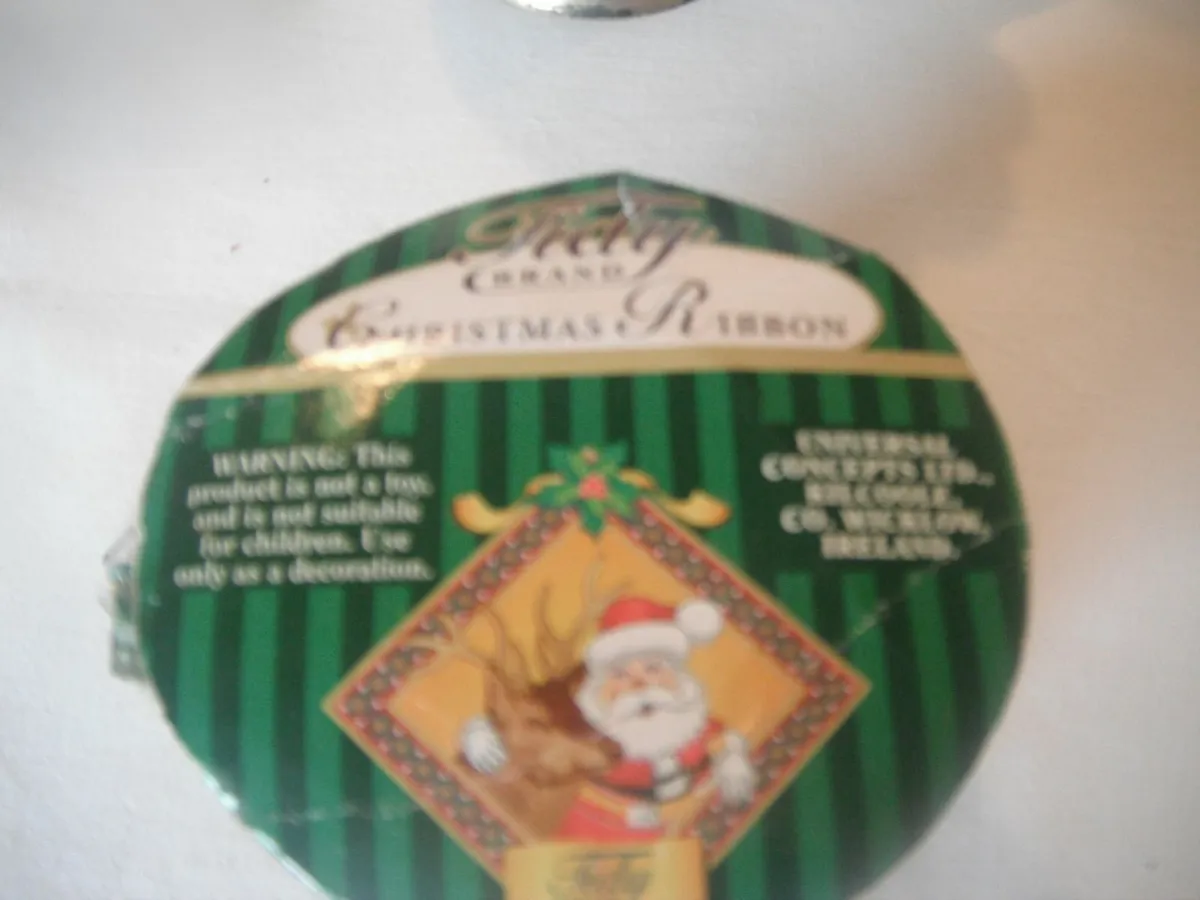 BRAND
CHRISTMAS RIBBON
WARNING: This
product is not a toy,
and is not suitable
for children. Use
only as a decoration.
UNIVERSAL
CONCEPTS LTD.,
KILCOOLE,
CO. WICKLOW,
IRELAND.